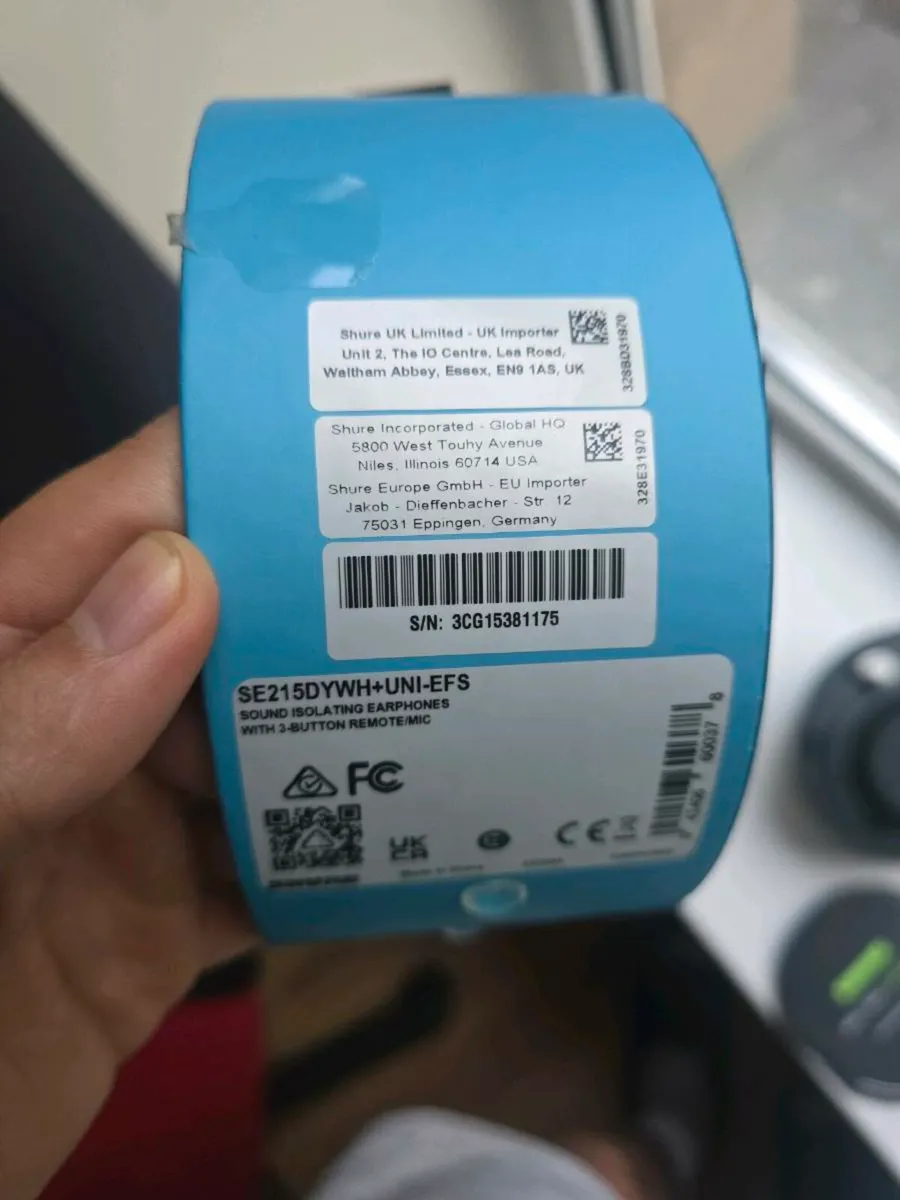 Shure UK Limited - UK Importer
Unit 2, The IO Centre, Lea Road,
Waltham Abbey, Essex, EN9 1AS, UK
328BD31970
Shure Incorporated - Global HQ
5800 West Touhy Avenue
Niles, Illinois 60714 USA
Shure Europe GmbH - EU Importer
Jakob - Dieffenbacher - Str 12
75031 Eppingen, Germany
328E31970
S/N: 3CG15381175
SE215DYWH+UNI-EFS
SOUND ISOLATING EARPHONES
WITH 3-BUTTON REMOTE/MIC
FC
UK
CA
CE
60037 8